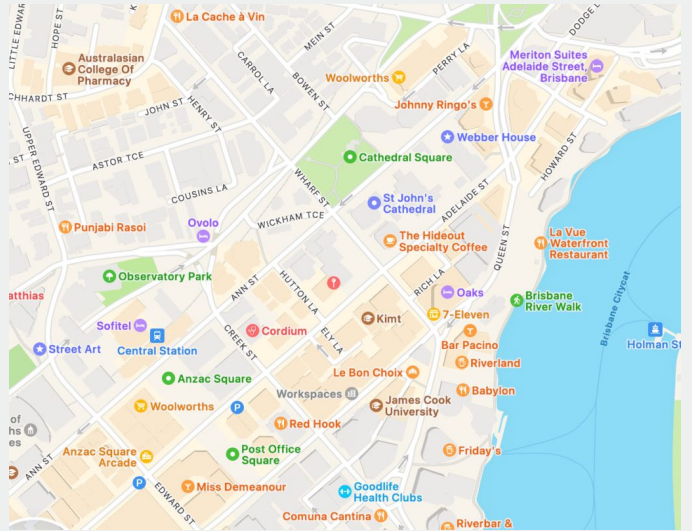 LITTLE EDWAR
HOPE ST
La Cache à Vin
MEIN ST
DODGE L
Australasian
College Of
Pharmacy
CARROL LA
BOWEN ST
Woolworths
PERRY LA
Meriton Suites
Adelaide Street,
Brisbane
CHHARDT ST
JOHN ST
HENRY ST
Johnny Ringo's
UPPER EDWARD ST
ST
ASTOR TCE
Webber House
HOWARD ST
Cathedral Square
COUSINS LA
WHARF ST
St John's
Cathedral
ADELAIDE ST
Punjabi Rasoi
Ovolo
WICKHAM TCE
The Hideout
Specialty Coffee
QUEEN ST
La Vue
Waterfront
Restaurant
Observatory Park
ANN ST
HUTTON LA
RICH LA
Oaks
Brisbane
River Walk
Brisbane Citycat
atthias
Sofitel
Central Station
Cordium
ELY LA
Kimt
7-Eleven
Bar Pacino
Holman St
Street Art
CREEK ST
Riverland
Anzac Square
Le Bon Choix
Workspaces
Babylon
Woolworths
P
James Cook
University
of
hs
es
Red Hook
Anzac Square
Arcade
Post Office
Square
Friday's
ANN ST
P
EDWARD ST
Miss Demeanour
Goodlife
Health Clubs
Comuna Cantina
Riverbar &